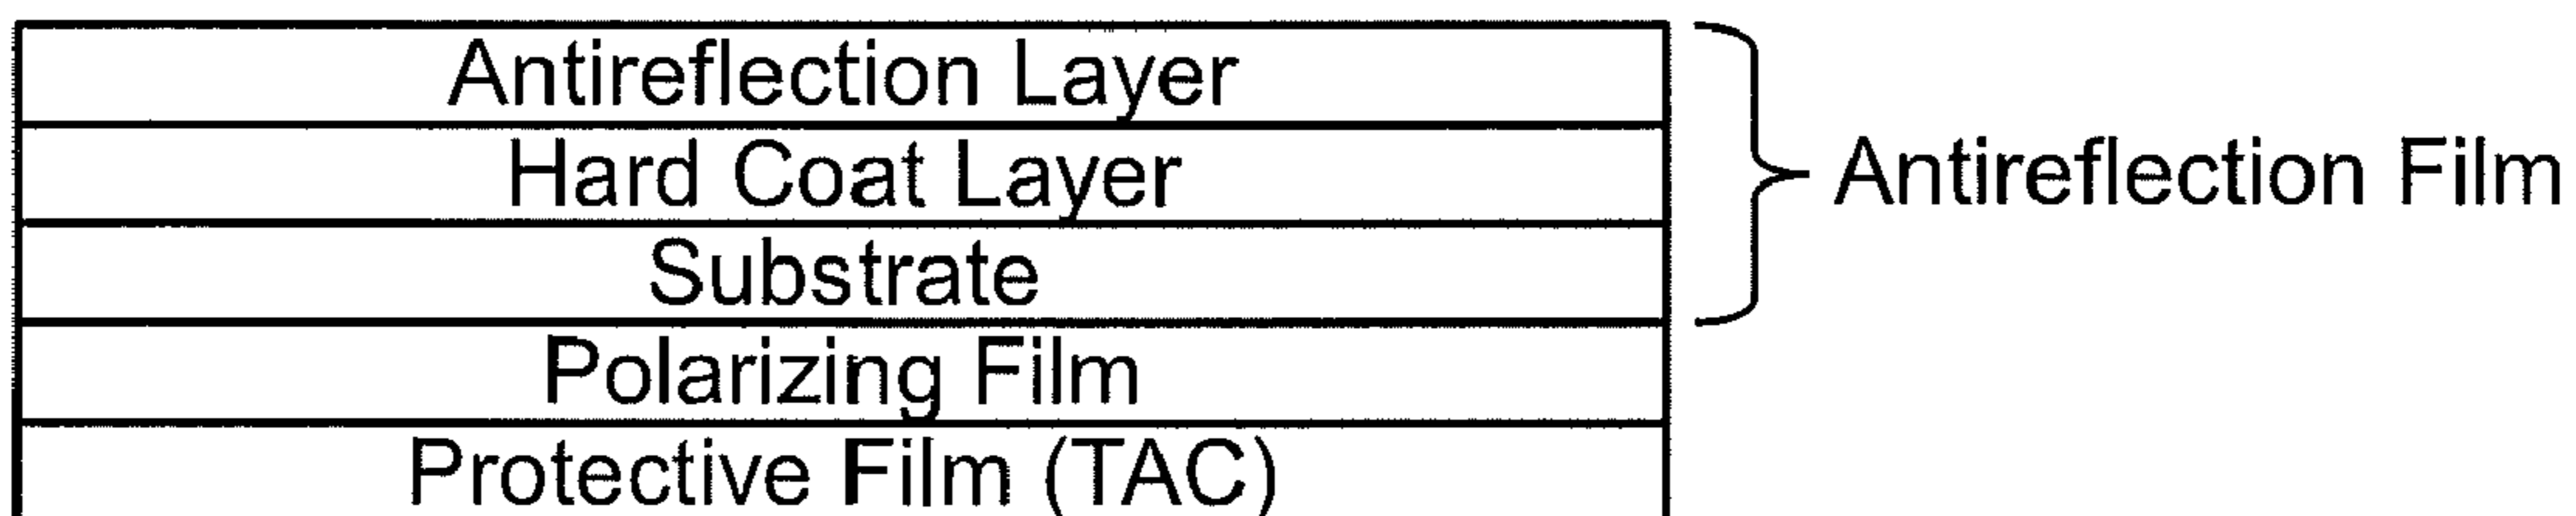 Antireflection Layer
Hard Coat Layer
Antireflection Film
Substrate
Polarizing Film
Protective Film (TAC)